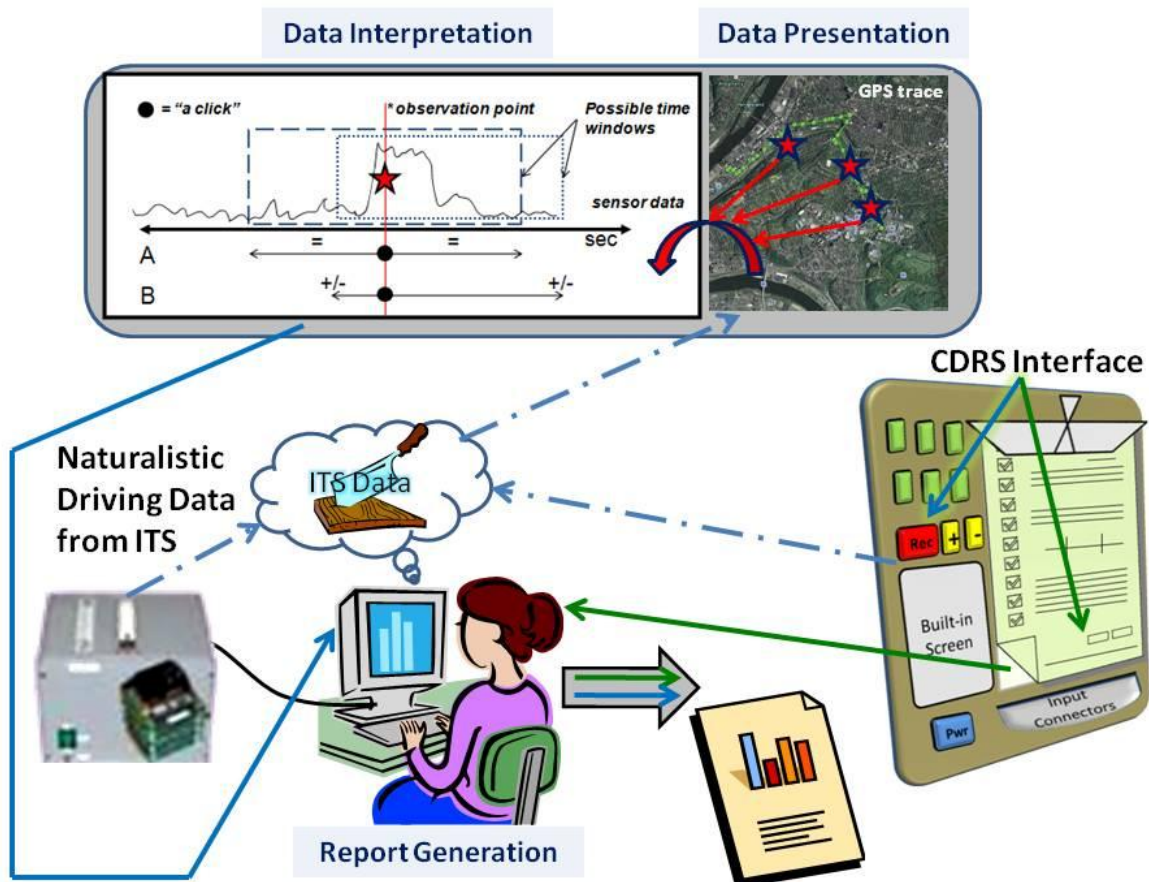 Data Interpretation
Data Presentation
= "a click"
* observation point
Possible time
windows
sensor data
sec
A
=
=
B
+/-
+/-
GPS trace
CDRS Interface
Naturalistic
Driving Data
from ITS
ITS Data
Rec
+
-
Built-in
Screen
Input
Connectors
Pwr
Report Generation